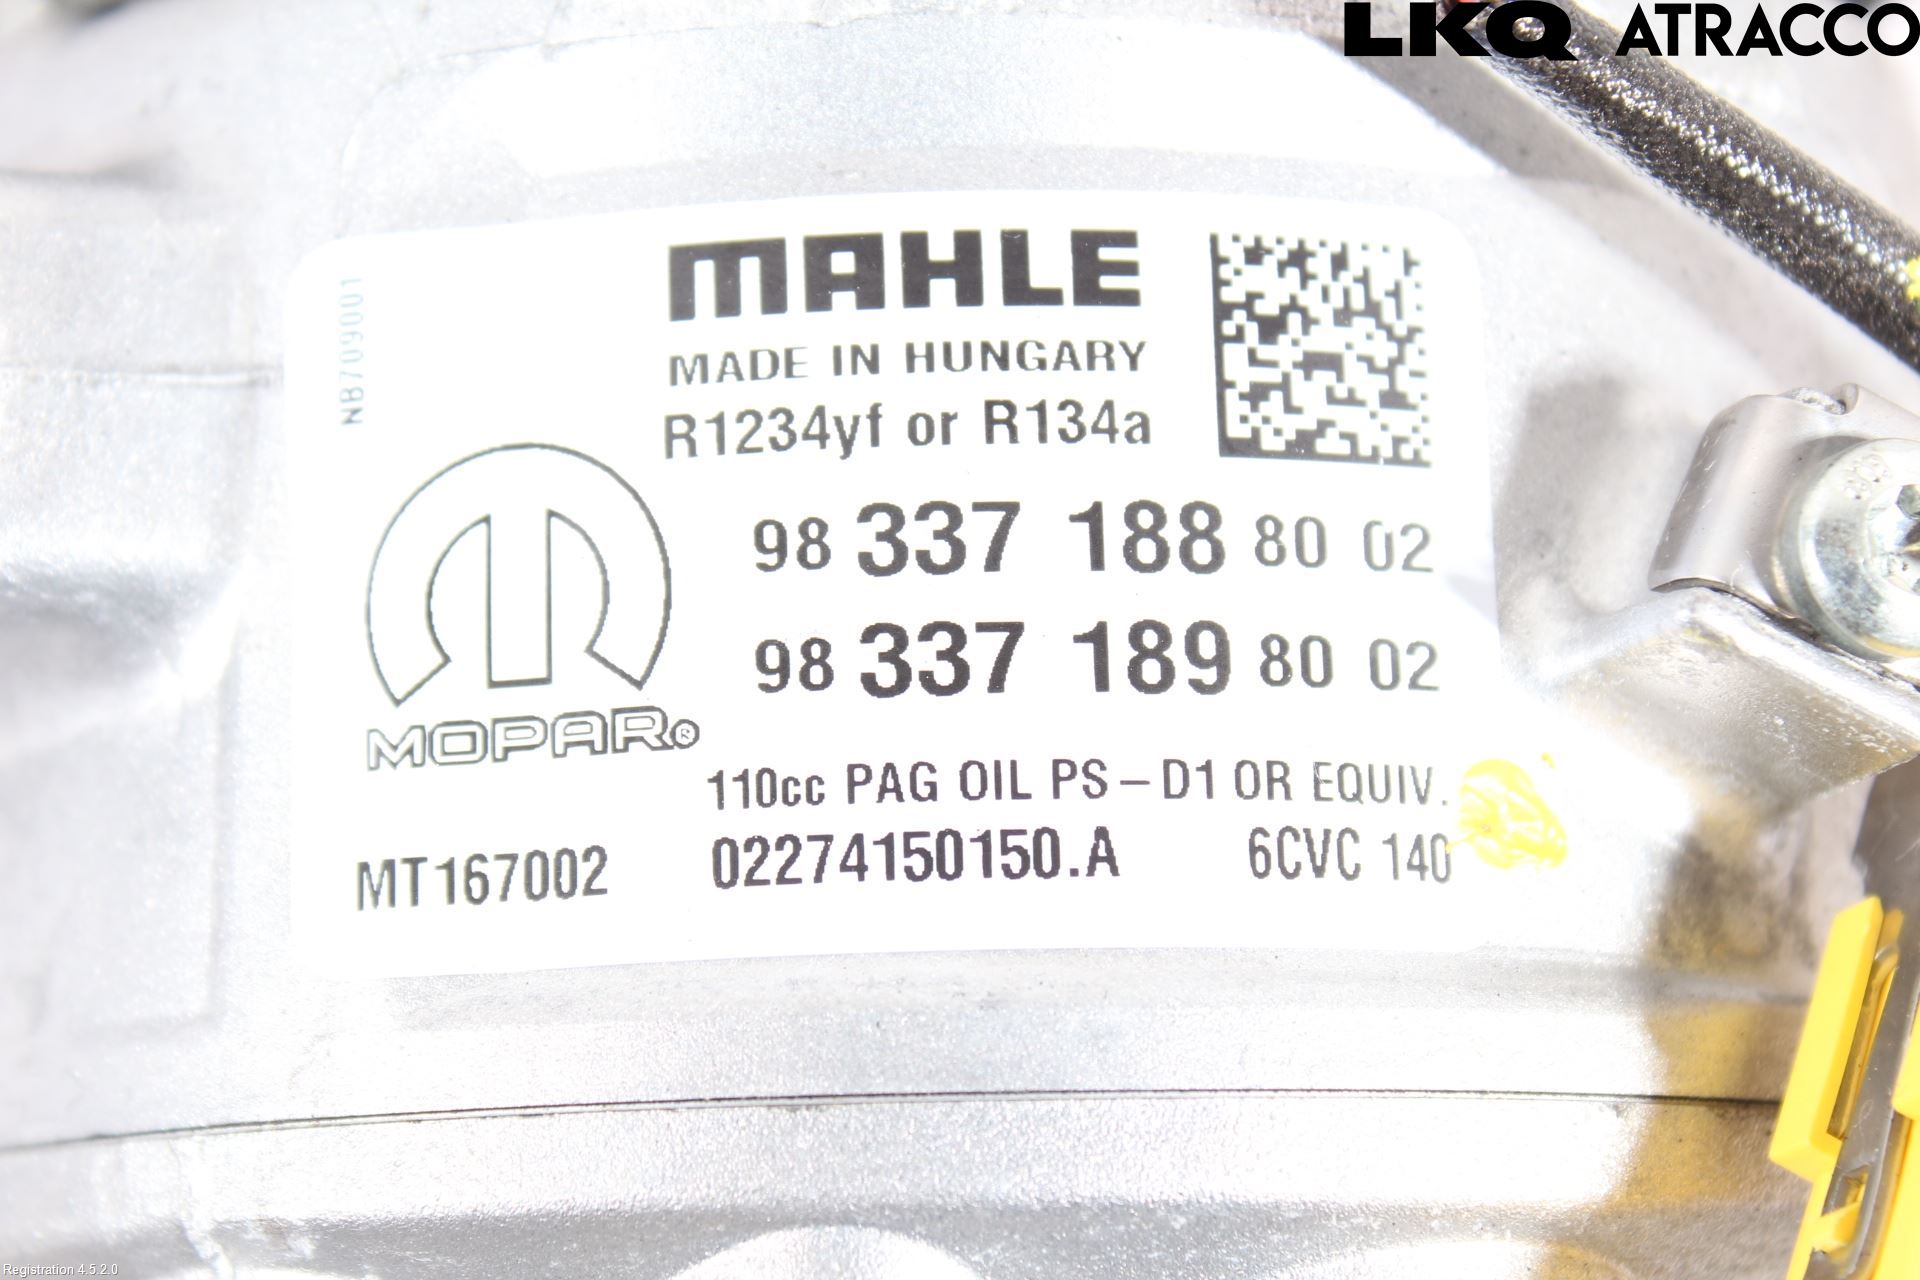 LKQ ATRACCO
NB709001
MAHLE
MADE IN HUNGARY
R1234yf or R134a
98 337 188 80 02
98 337 189 80 02
MOPAR®
110cc PAG OIL PS-D1 OR EQUIV.
MT167002 02274150150.A 6CVC 140
Registration 4.5.2.0